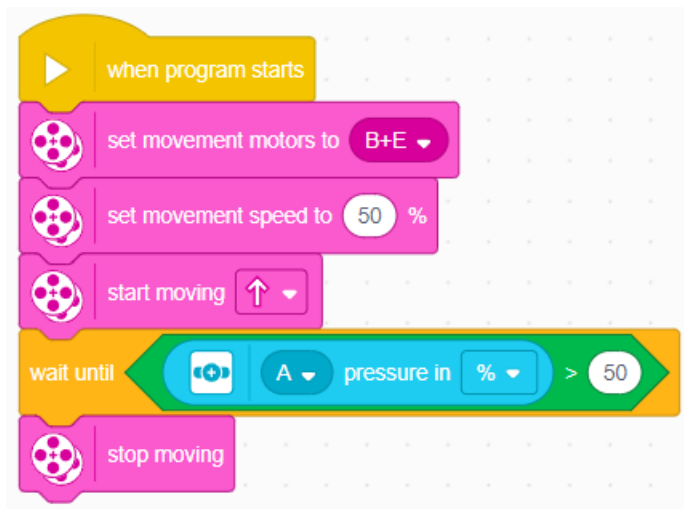 when program starts
set movement motors to B+E
set movement speed to 50 %
start moving
wait until A pressure in % > 50
stop moving